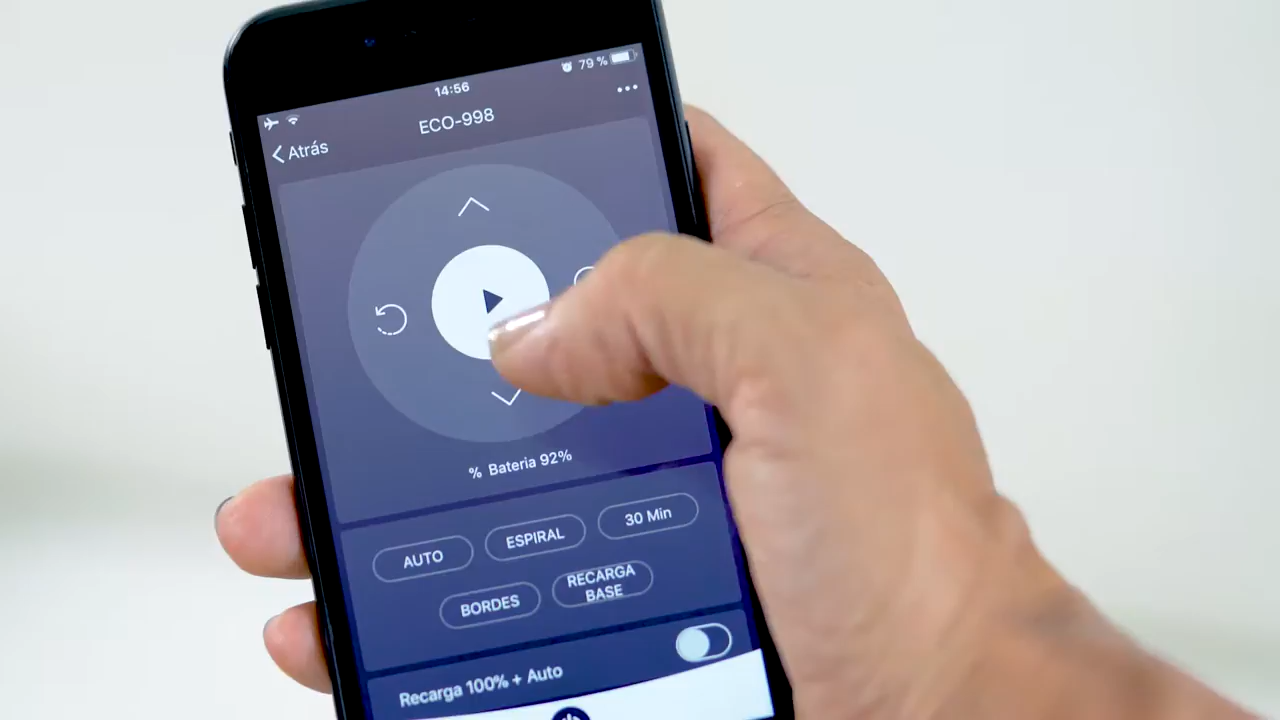 79 %
14:56
ECO-998
Atrás
% Bateria 92%
AUTO
ESPIRAL
30 Min
BORDES
RECARGA
BASE
Recarga 100% + Auto